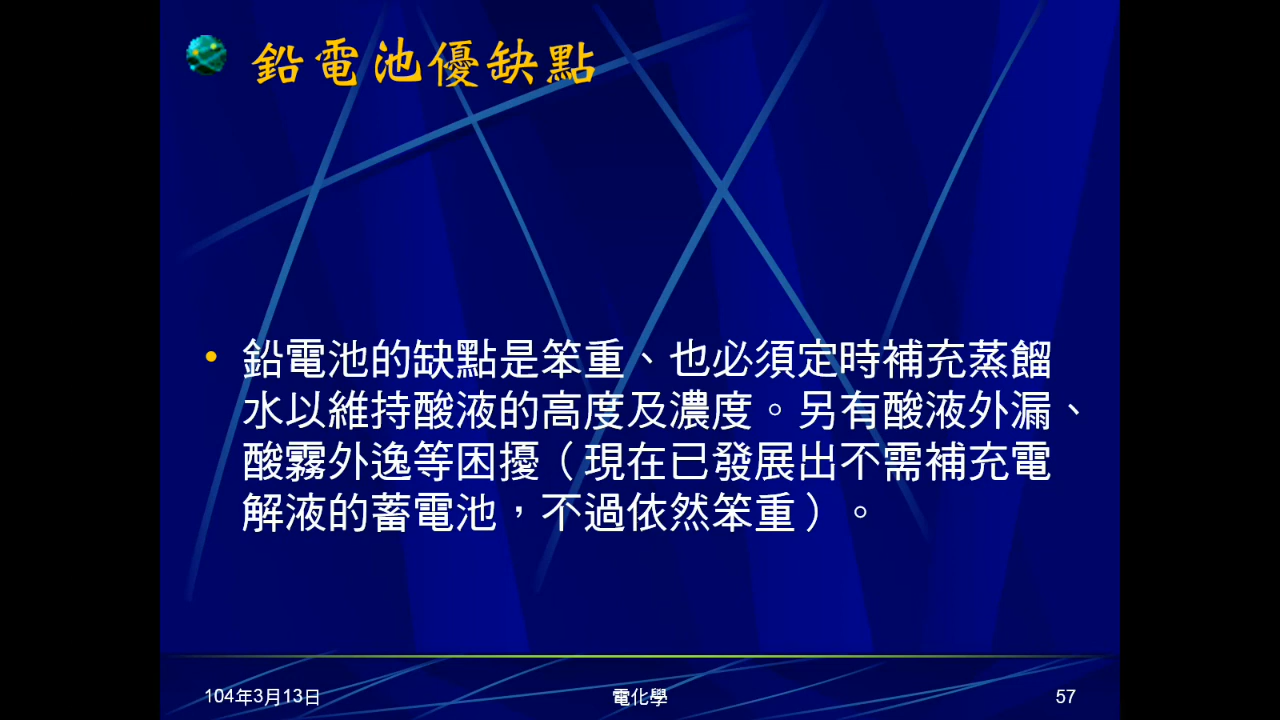 鉛電池優缺點
• 鉛電池的缺點是笨重、也必須定時補充蒸餾
水以維持酸液的高度及濃度。另有酸液外漏、
酸霧外逸等困擾（現在已發展出不需補充電
解液的蓄電池，不過依然笨重）。
104年3月13日
電化學
57